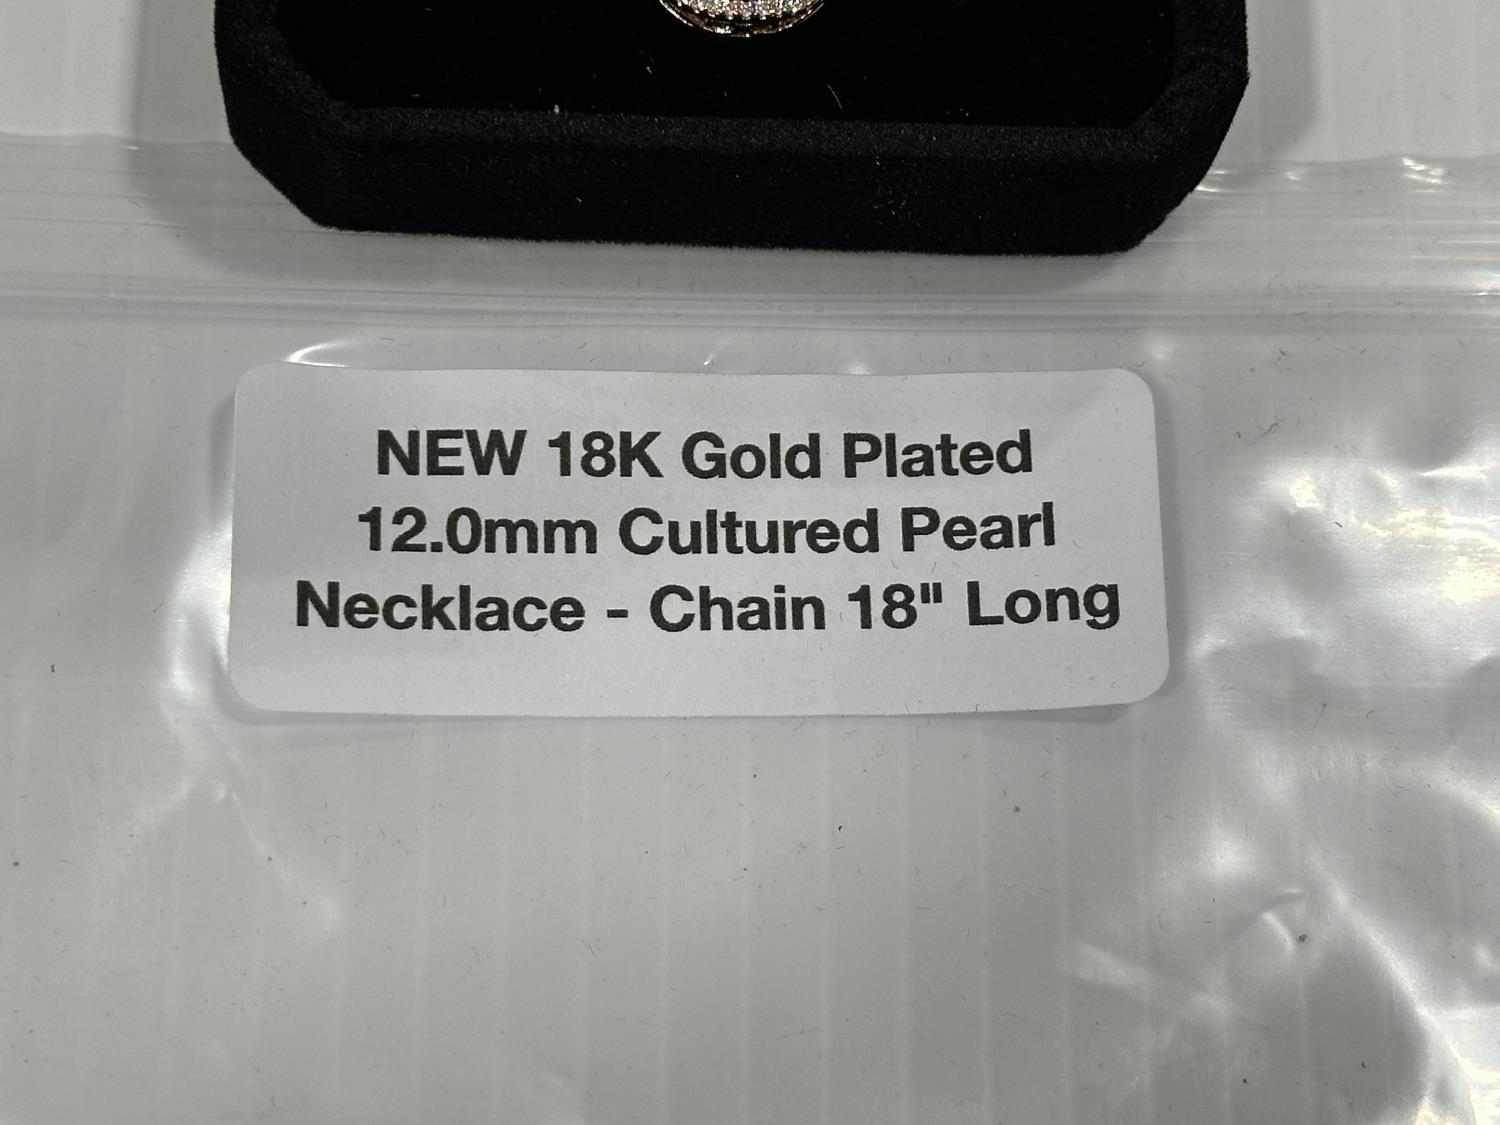 NEW 18K Gold Plated
12.0mm Cultured Pearl
Necklace - Chain 18" Long